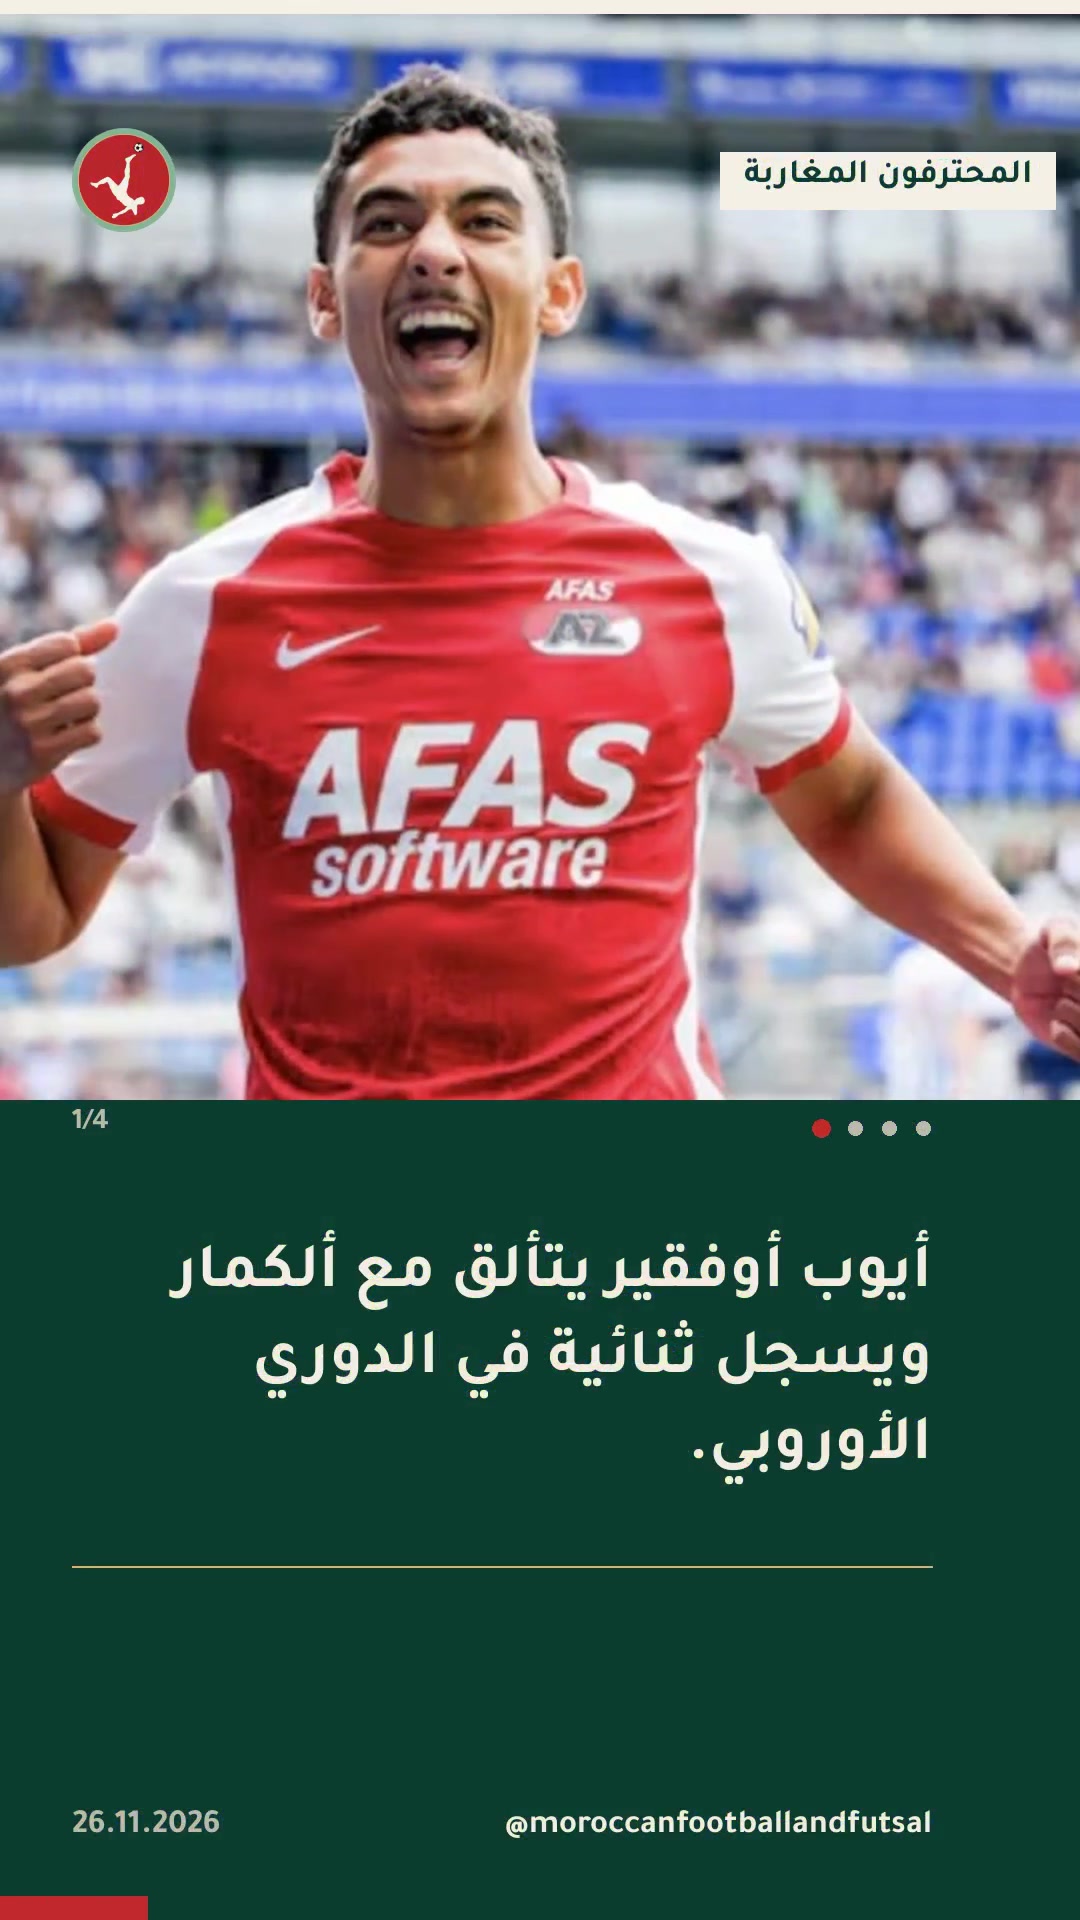 المحترفون المغاربة
AFAS
AZ
AFAS
software
1/4
أيوب أوفقير يتألق مع ألكمار
ويسجل ثنائية في الدوري
الأوروبي.
26.11.2026
@moroccanfootballandfutsal